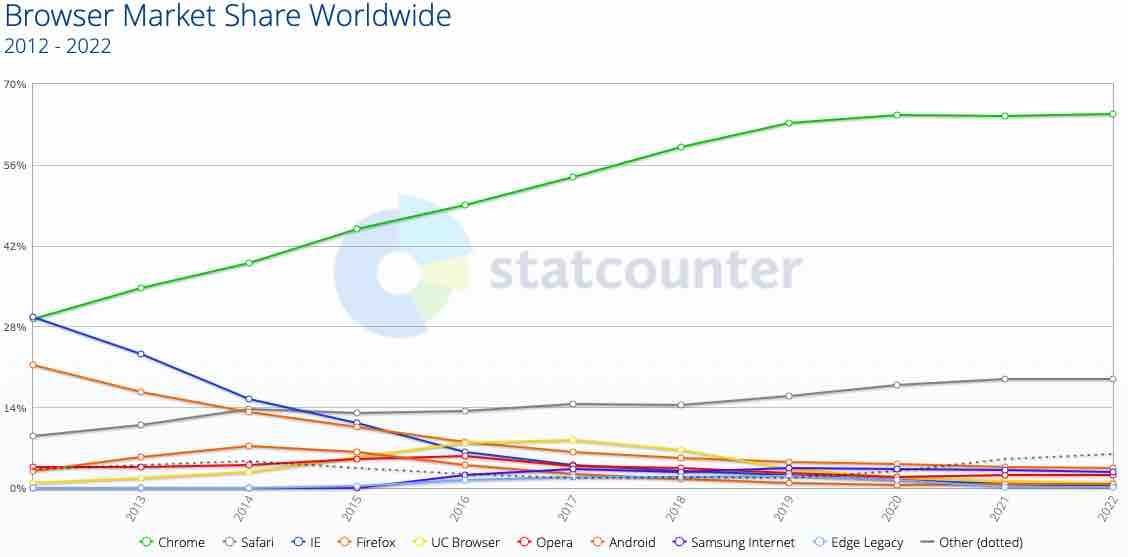 Browser Market Share Worldwide
2012 - 2022
70%
56%
42%
28%
14%
0%
statcounter
2013 2014 2015 2016 2017 2018 2019 2020 2021 2022
Chrome Safari IE Firefox UC Browser Opera Android Samsung Internet Edge Legacy Other (dotted)